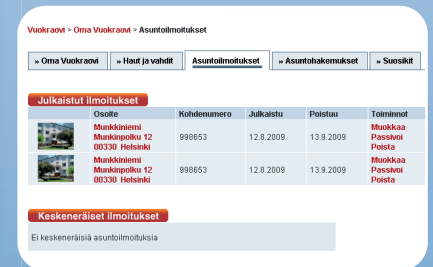 Vuokraovi > Oma Vuokraovi > Asuntoilmoitukset
» Oma Vuokraovi » Haut ja vahdit Asuntoilmoitukset » Asuntohakemukset » Suosikit
Julkaistut ilmoitukset
Osoite Kohdenumero Julkaistu Poistuu Toiminnot
Munkkiniemi Muokkaa
Munkinpolku 12 998653 12.8.2009 13.9.2009 Passivoi
00330 Helsinki Poista
Munkkiniemi Muokkaa
Munkinpolku 12 998653 12.8.2009 13.9.2009 Passivoi
00330 Helsinki Poista
Keskeneräiset ilmoitukset
Ei keskeneräisiä asuntoilmoituksia